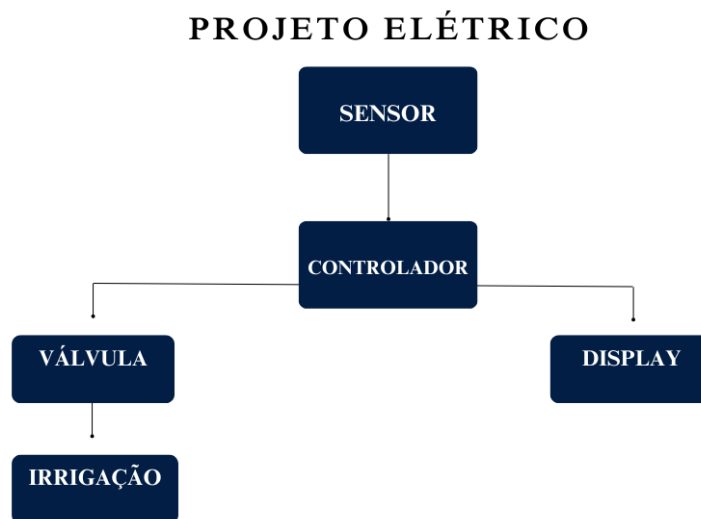 PROJETO ELÉTRICO
SENSOR
CONTROLADOR
VÁLVULA
DISPLAY
IRRIGAÇÃO